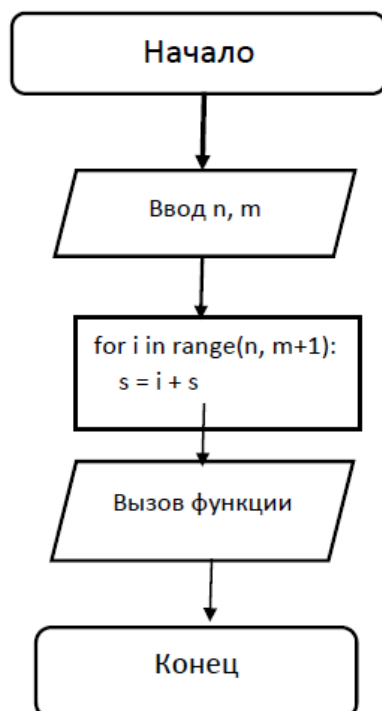 Начало
Ввод n, m
for i in range(n, m+1):
s = i + s
Вызов функции
Конец